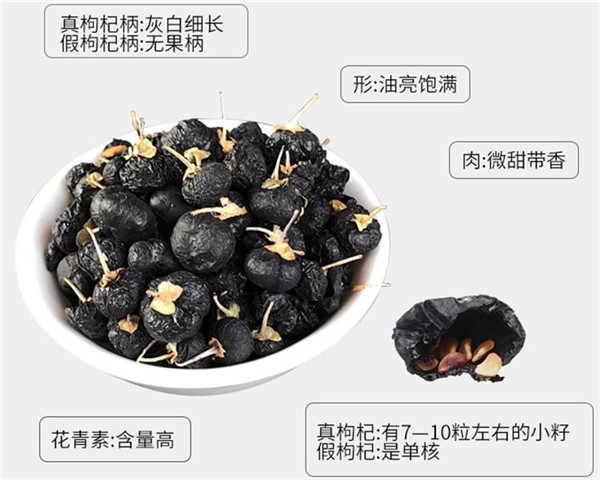 真枸杞柄:灰白细长
假枸杞柄:无果柄
形:油亮饱满
肉:微甜带香
花青素:含量高
真枸杞:有7—10粒左右的小籽
假枸杞:是单核